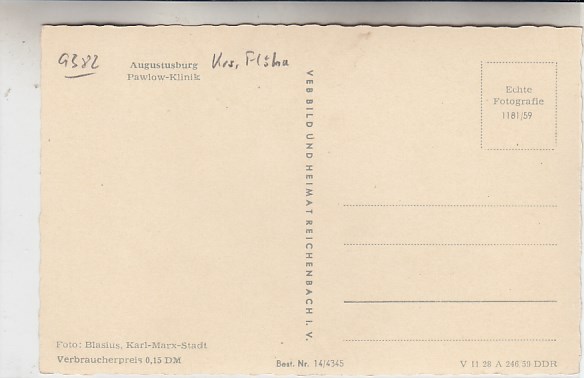 9382
Augustusburg Krs. Flöha
Pawlow-Klinik
VEB BILD UND HEIMAT REICHENBACH I. V.
Echte
Fotografie
1181/59
Foto: Blasius, Karl-Marx-Stadt
Verbraucherpreis 0,15 DM
Best. Nr. 14/4345
V 11 28 A 246 59 DDR